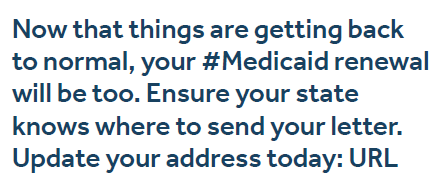 Now that things are getting back
to normal, your #Medicaid renewal
will be too. Ensure your state
knows where to send your letter.
Update your address today: URL